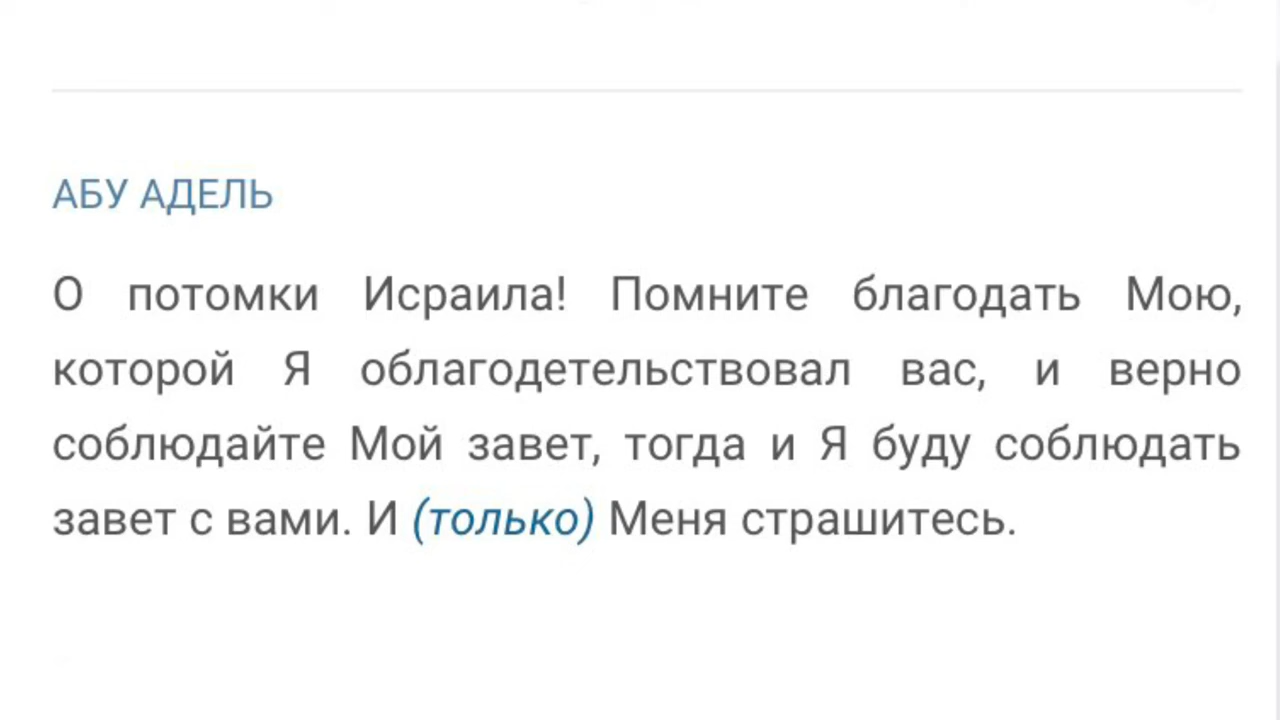 АБУ АДЕЛЬ
О потомки Исраила! Помните благодать Мою,
которой Я облагодетельствовал вас, и верно
соблюдайте Мой завет, тогда и Я буду соблюдать
завет с вами. И (только) Меня страшитесь.